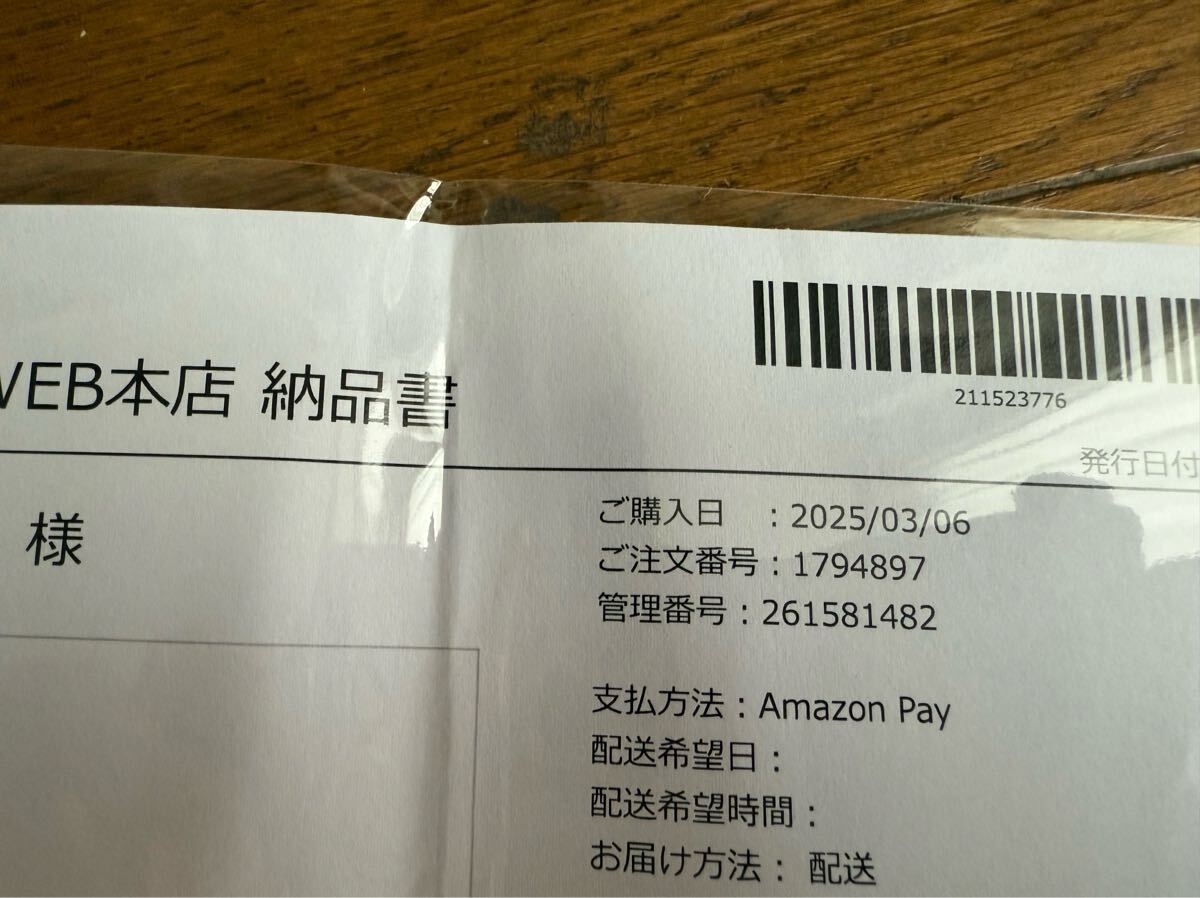 211523776
WEB本店 納品書
発行日付
様
ご購入日 : 2025/03/06
ご注文番号 : 1794897
管理番号 : 261581482
支払方法 : Amazon Pay
配送希望日 :
配送希望時間 :
お届け方法 : 配送